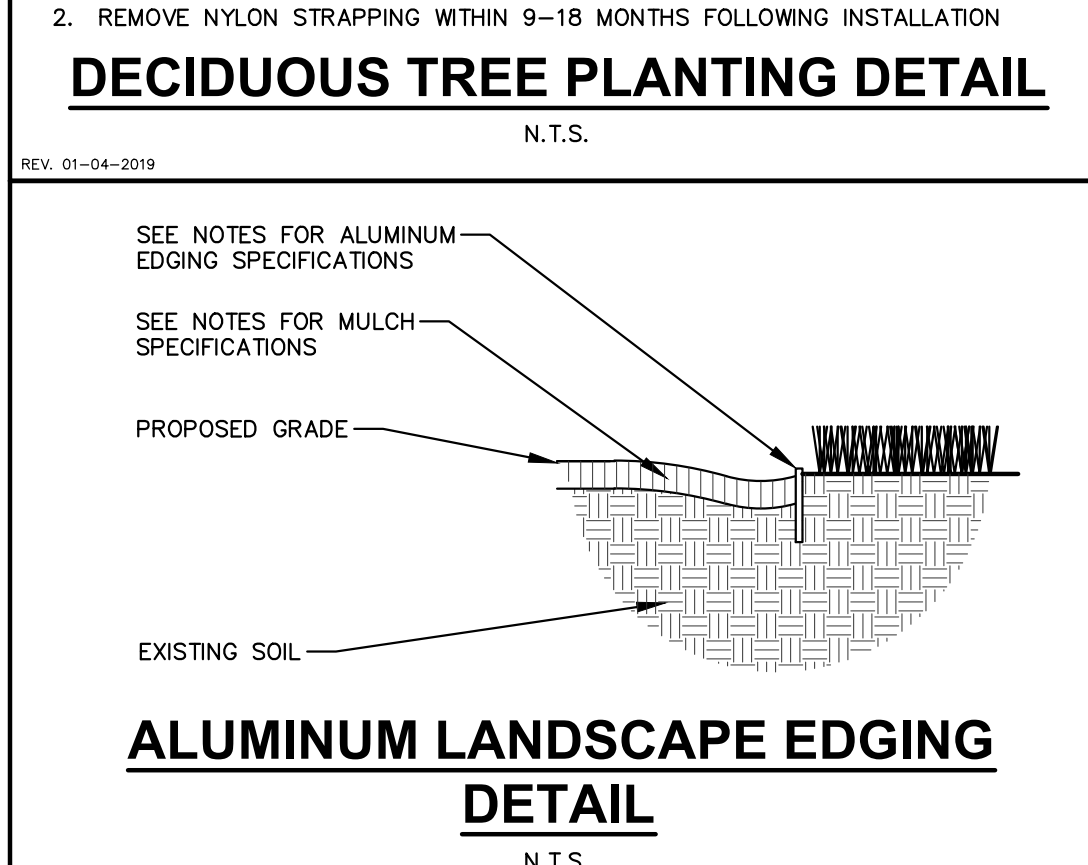 2. REMOVE NYLON STRAPPING WITHIN 9-18 MONTHS FOLLOWING INSTALLATION
DECIDUOUS TREE PLANTING DETAIL
N.T.S.
REV. 01-04-2019
SEE NOTES FOR ALUMINUM
EDGING SPECIFICATIONS
SEE NOTES FOR MULCH
SPECIFICATIONS
PROPOSED GRADE
EXISTING SOIL
ALUMINUM LANDSCAPE EDGING
DETAIL
N.T.S.